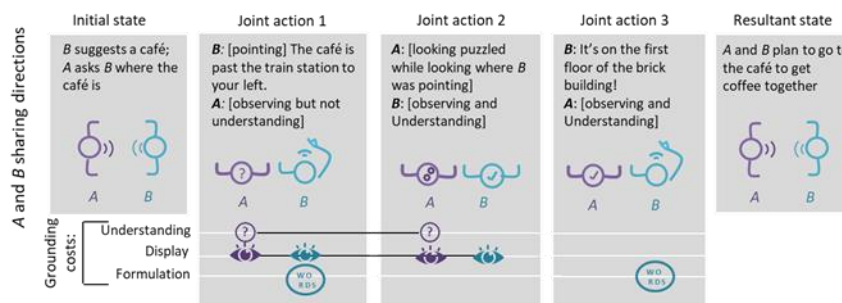 Initial state
Joint action 1
Joint action 2
Joint action 3
Resultant state
A and B sharing directions
B suggests a café;
A asks B where the
café is
A
B
B: [pointing] The café is
past the train station to
your left.
A: [observing but not
understanding]
A
B
A: [looking puzzled
while looking where B
was pointing]
B: [observing and
Understanding]
A
B
B: It's on the first
floor of the brick
building!
A: [observing and
Understanding]
A
B
A and B plan to go t
the café to get
coffee together
A
B
Grounding
costs:
Understanding
Display
Formulation
?
?
?
WO
RDS
WO
RDS